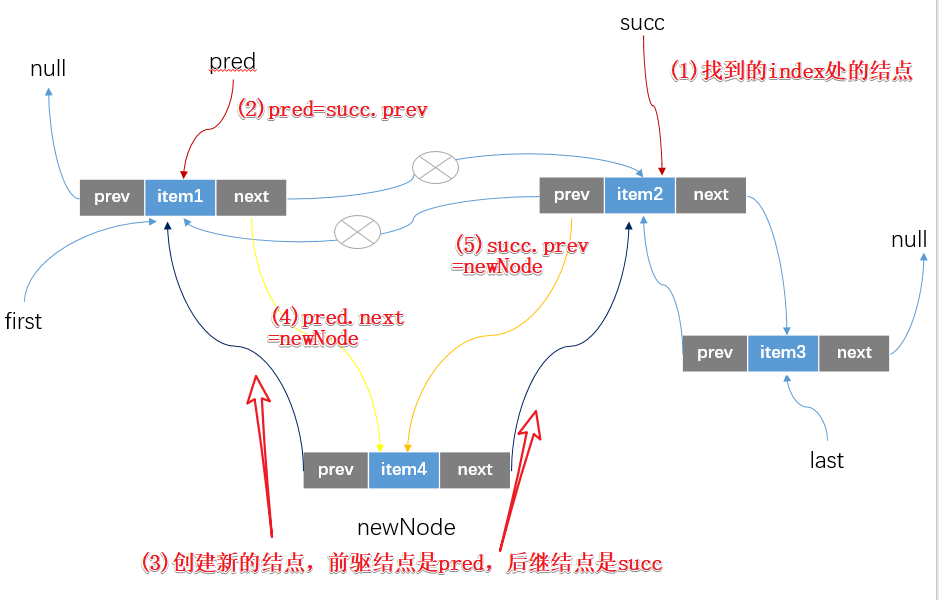 succ
null
pred
(1)找到的index处的结点
(2)pred=succ.prev
prev item1 next
prev item2 next
(5)succ.prev
=newNode
null
first
(4)pred.next
=newNode
prev item3 next
prev item4 next
last
newNode
(3)创建新的结点，前驱结点是pred，后继结点是succ